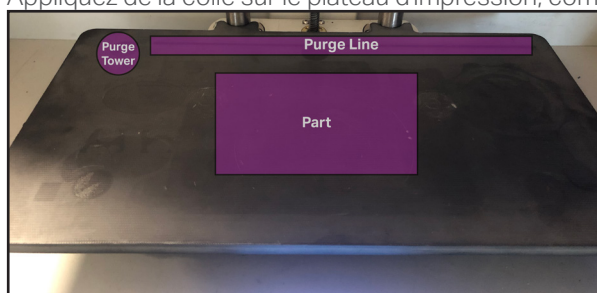 Appliquez de la colle sur le plateau d'impression, com
Purge Line
Purge
Tower
Part